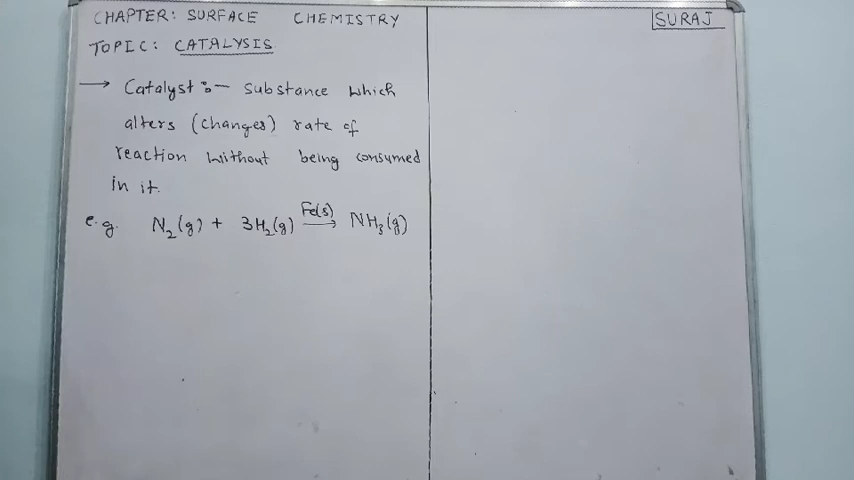 CHAPTER: SURFACE CHEMISTRY
TOPIC: CATALYSIS
→ Catalyst :- Substance which
alters (changes) rate of
reaction without being consumed
in it.
e.g. N₂(g) + 3H₂(g) Fe(s)→ NH₃(g)
SURAJ